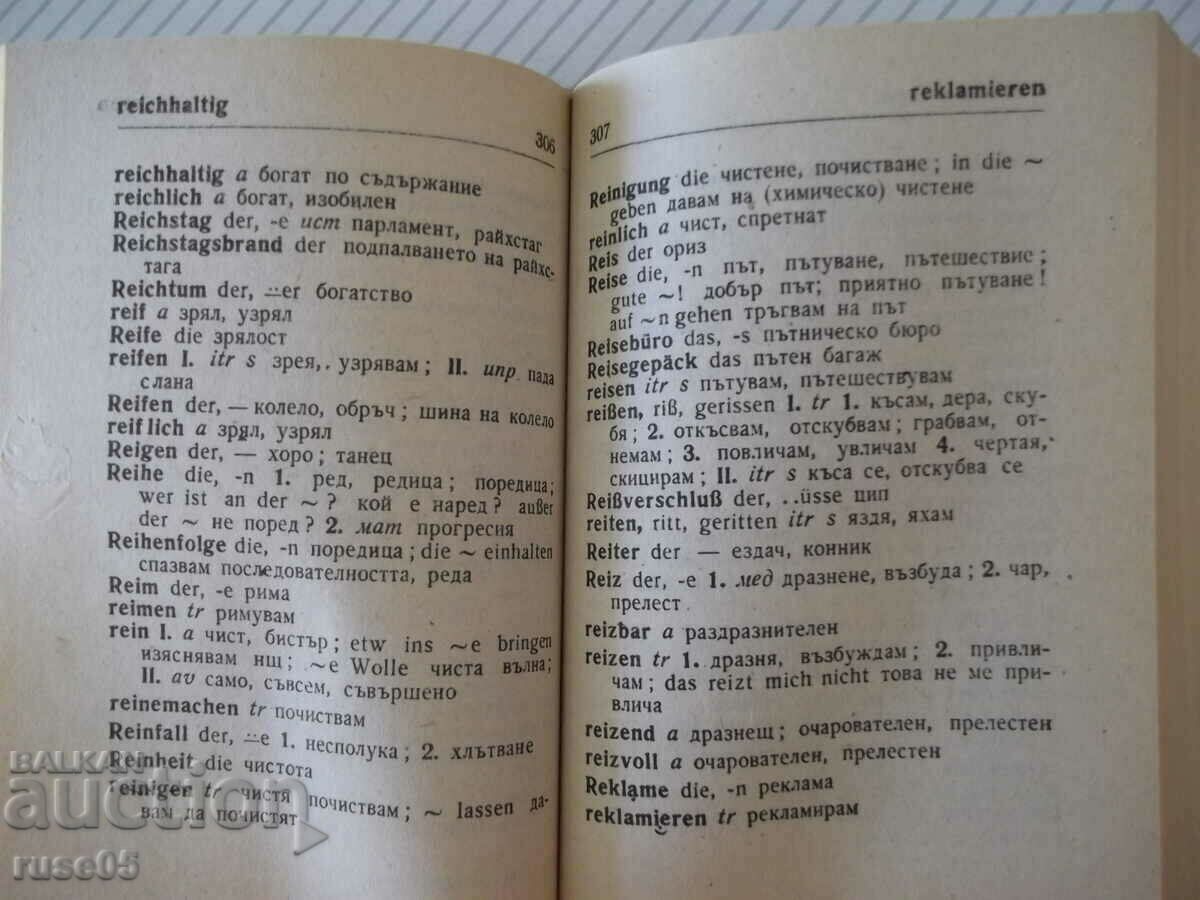 reichhaltig
306
reichhaltig a богат по съдържание
reichlich a богат, изобилен
Reichstag der, -e ист парламент, райхстаг
Reichstagsbrand der подпалването на райхс-
тага
Reichtum der, ⸚er богатство
reif a зрял, узрял
Reife die зрялост
reifen I. itr s зрея, узрявам; II. unp пада
слана
Reifen der, — колело, обръч; шина на колело
reiflich a зрял, узрял
Reigen der, — хоро; танец
Reihe die, -n 1. ред, редица; поредица;
wer ist an der ~? кой е наред? außer
der ~ не поред? 2. мат прогресия
Reihenfolge die, -n поредица; die ~ einhalten
спазвам последователността, реда
Reim der, -e рима
reimen tr римувам
rein I. a чист, бистър; etw ins ~e bringen
изяснявам нщ; ~e Wolle чиста вълна;
II. av само, съвсем, съвършено
reinemachen tr почиствам
Reinfall der, ⸚e 1. несполука; 2. хлътване
Reinheit die чистота
reinigen tr чистя почиствам; ~ lassen да-
вам да почистят
reklamieren
307
Reinigung die чистене, почистване; in die ~
geben давам на (химическо) чистене
reinlich a чист, спретнат
Reis der ориз
Reise die, -n път, пътуване, пътешествие;
gute ~! добър път; приятно пътуване!
auf ~n gehen тръгвам на път
Reisebüro das, -s пътническо бюро
Reisegepäck das пътен багаж
reisen itr s пътувам, пътешествувам
reißen, riß, gerissen I. tr 1. късам, дера, ску-
бя; 2. откъсвам, отскубвам; грабвам, от-
немам; 3. повличам, увличам 4. чертая,
скицирам; II. itr s къса се, отскубва се
Reißverschluß der, ..üsse цип
reiten, ritt, geritten itr s яздя, яхам
Reiter der — ездач, конник
Reiz der, -e 1. мед дразнене, възбуда; 2. чар,
прелест
reizbar a раздразнителен
reizen tr 1. дразня, възбуждам; 2. привли-
чам; das reizt mich nicht това не ме при-
влича
reizend a дразнещ; очарователен, прелестен
reizvoll a очарователен, прелестен
Reklame die, -n реклама
reklamieren tr рекламирам
BALKAN
auction
ruse05